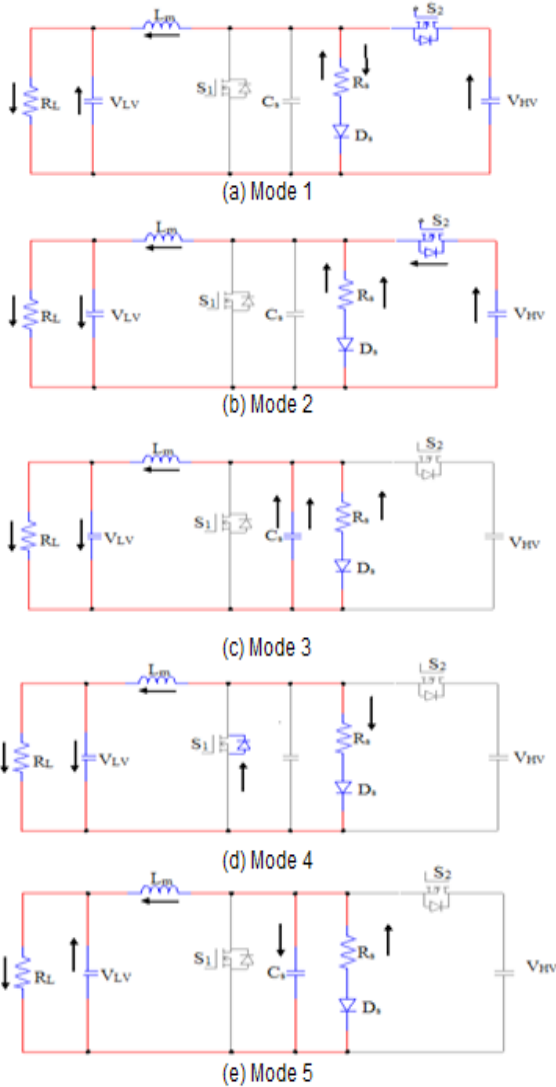 Lm S2
RL VLV S1 Cs Rs Ds VHV
(a) Mode 1
Lm S2
RL VLV S1 Cs Rs Ds VHV
(b) Mode 2
Lm S2
RL VLV S1 Cs Rs Ds VHV
(c) Mode 3
Lm S2
RL VLV S1 Rs Ds VHV
(d) Mode 4
Lm S2
RL VLV S1 Cs Rs Ds VHV
(e) Mode 5